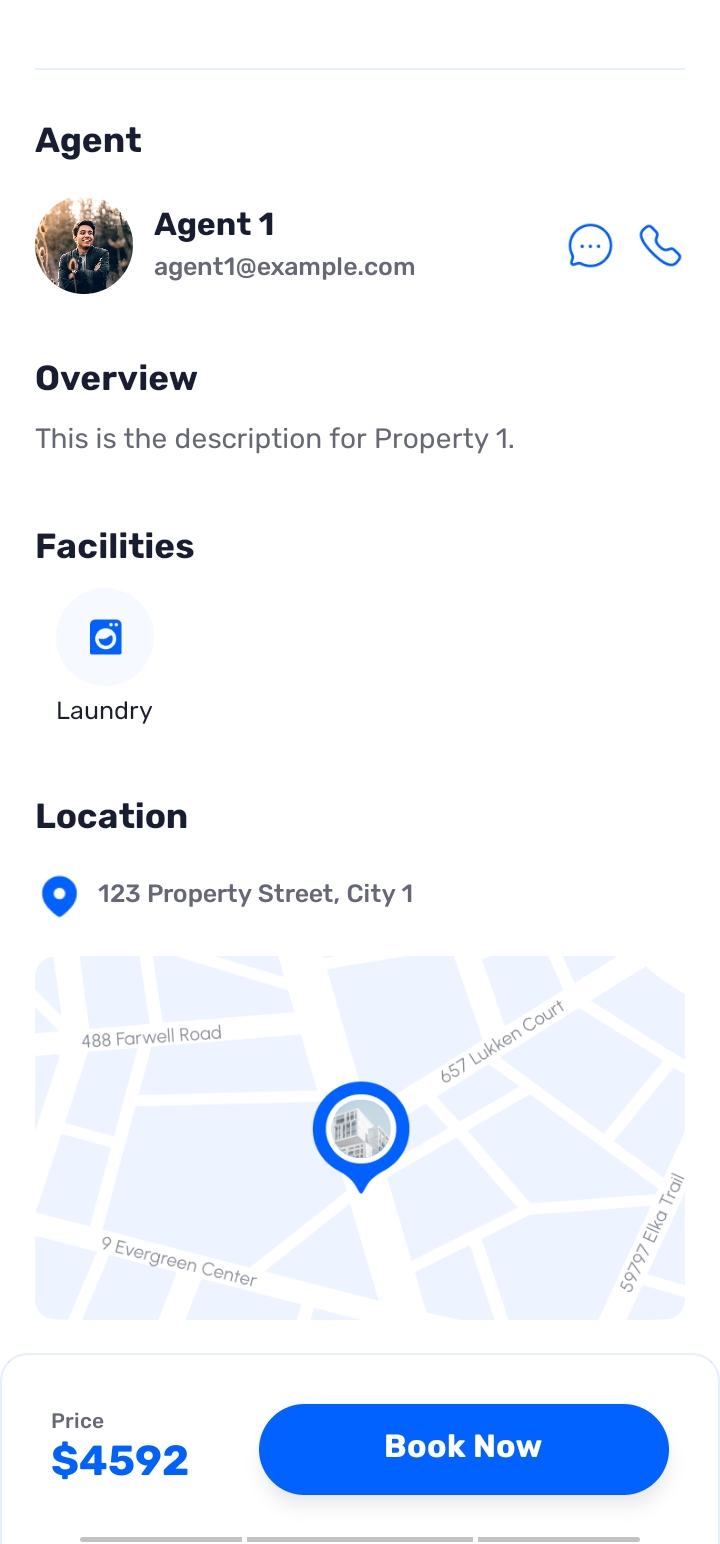 Agent
Agent 1
agent1@example.com
Overview
This is the description for Property 1.
Facilities
Laundry
Location
123 Property Street, City 1
488 Farwell Road
657 Lukken Court
59797 Elka Trail
9 Evergreen Center
Price
$4592
Book Now